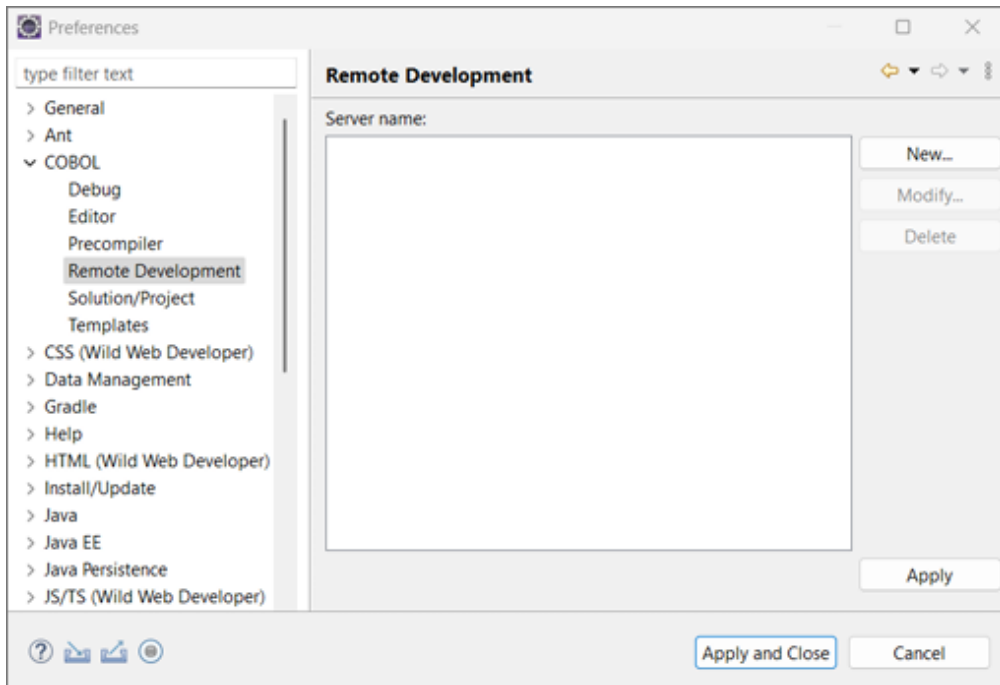 Preferences
type filter text
General
Ant
COBOL
Debug
Editor
Precompiler
Remote Development
Solution/Project
Templates
CSS (Wild Web Developer)
Data Management
Gradle
Help
HTML (Wild Web Developer)
Install/Update
Java
Java EE
Java Persistence
JS/TS (Wild Web Developer)
Remote Development
Server name:
New...
Modify...
Delete
Apply
Apply and Close
Cancel